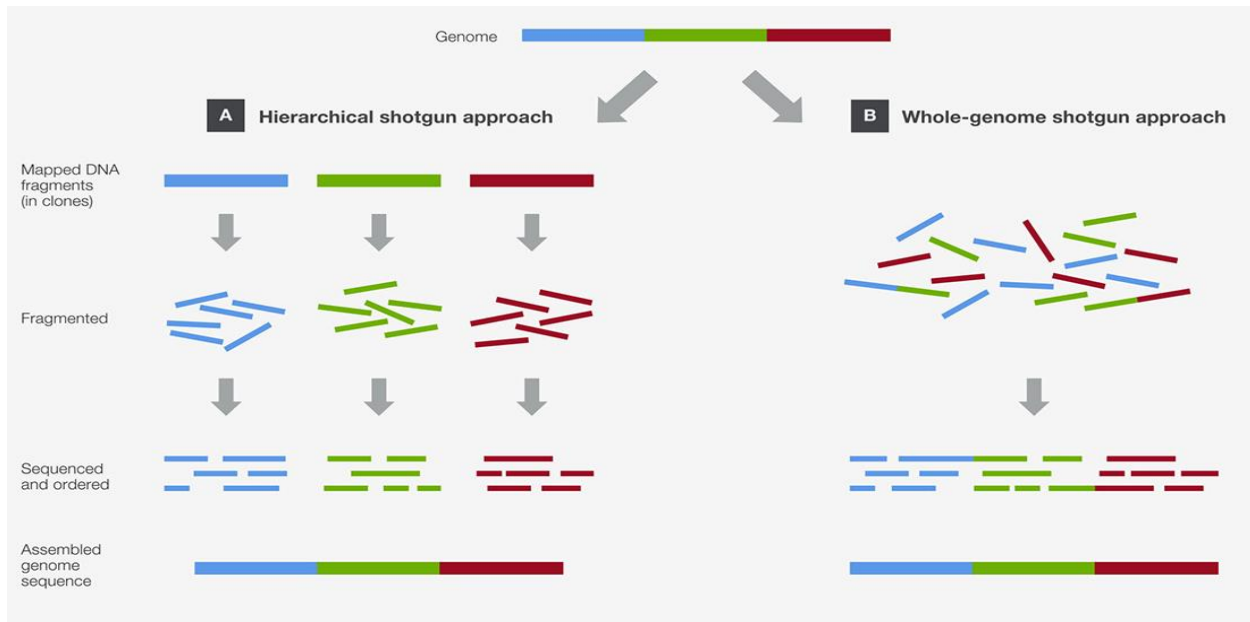 Genome
A Hierarchical shotgun approach
B Whole-genome shotgun approach
Mapped DNA
fragments
(in clones)
Fragmented
Sequenced
and ordered
Assembled
genome
sequence